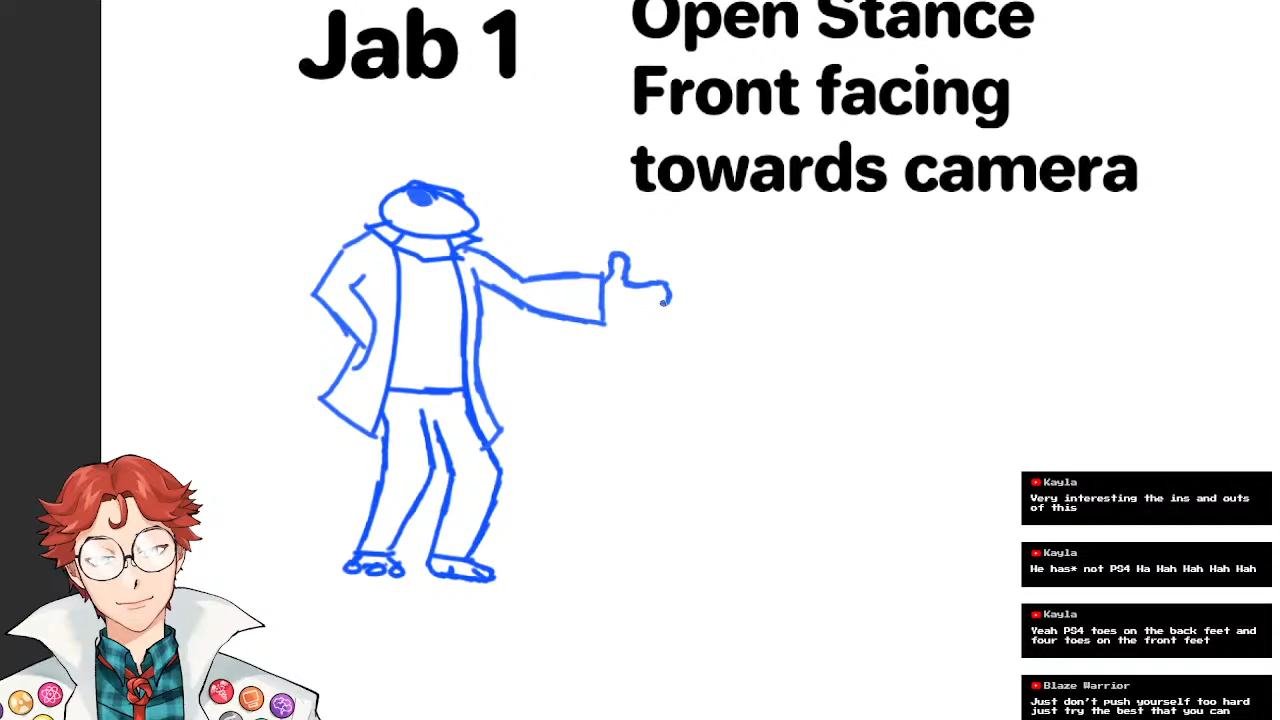 Jab 1
Open Stance
Front facing
towards camera
Kayla
Very interesting the ins and outs
of this
Kayla
He has* not PS4 Ha Hah Hah Hah Hah
Kayla
Yeah PS4 toes on the back feet and
four toes on the front feet
Blaze Warrior
Just don't push yourself too hard
just try the best that you can